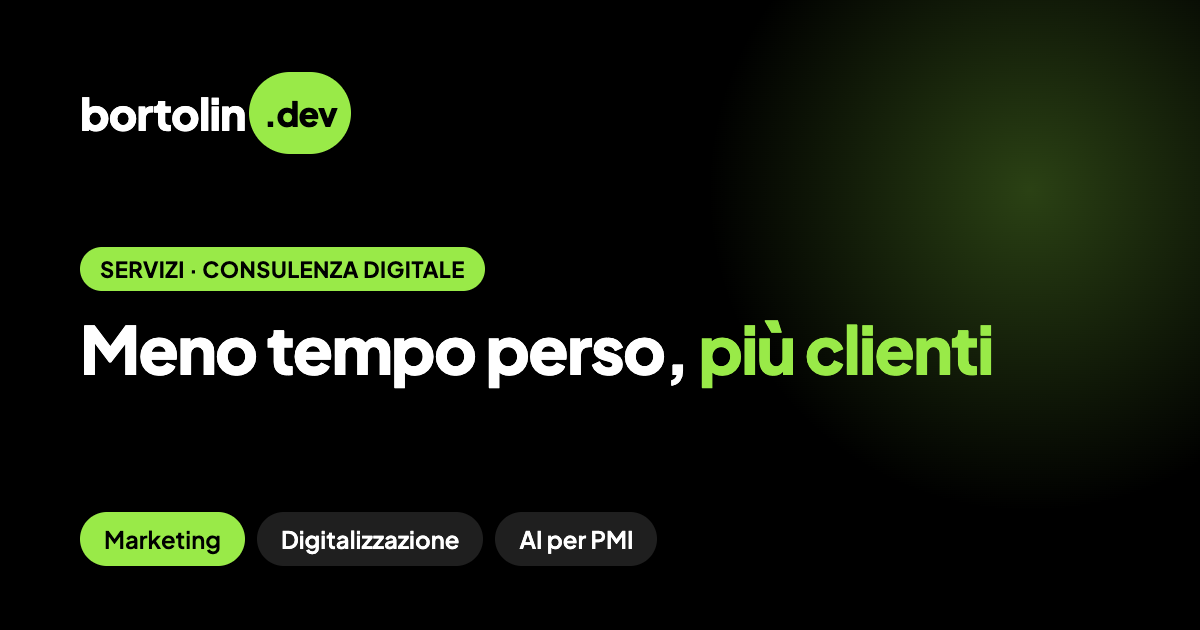 bortolin .dev
SERVIZI · CONSULENZA DIGITALE
Meno tempo perso, più clienti
Marketing Digitalizzazione AI per PMI